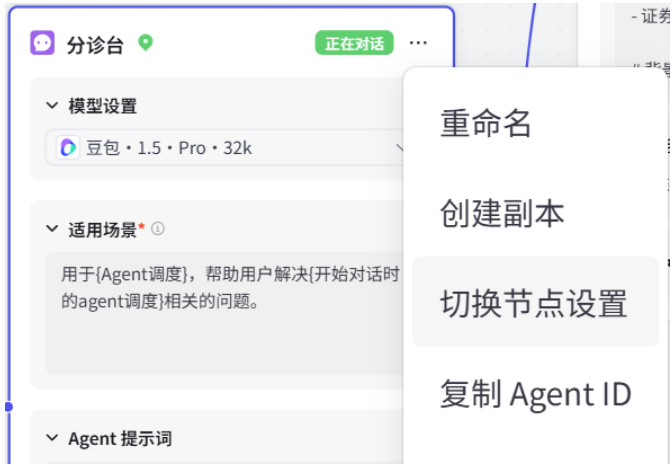 分诊台
正在对话
模型设置
豆包・1.5・Pro・32k
适用场景*
用于{Agent调度}，帮助用户解决{开始对话时
的agent调度}相关的问题。
Agent 提示词
重命名
创建副本
切换节点设置
复制 Agent ID
- 证券
# 背景